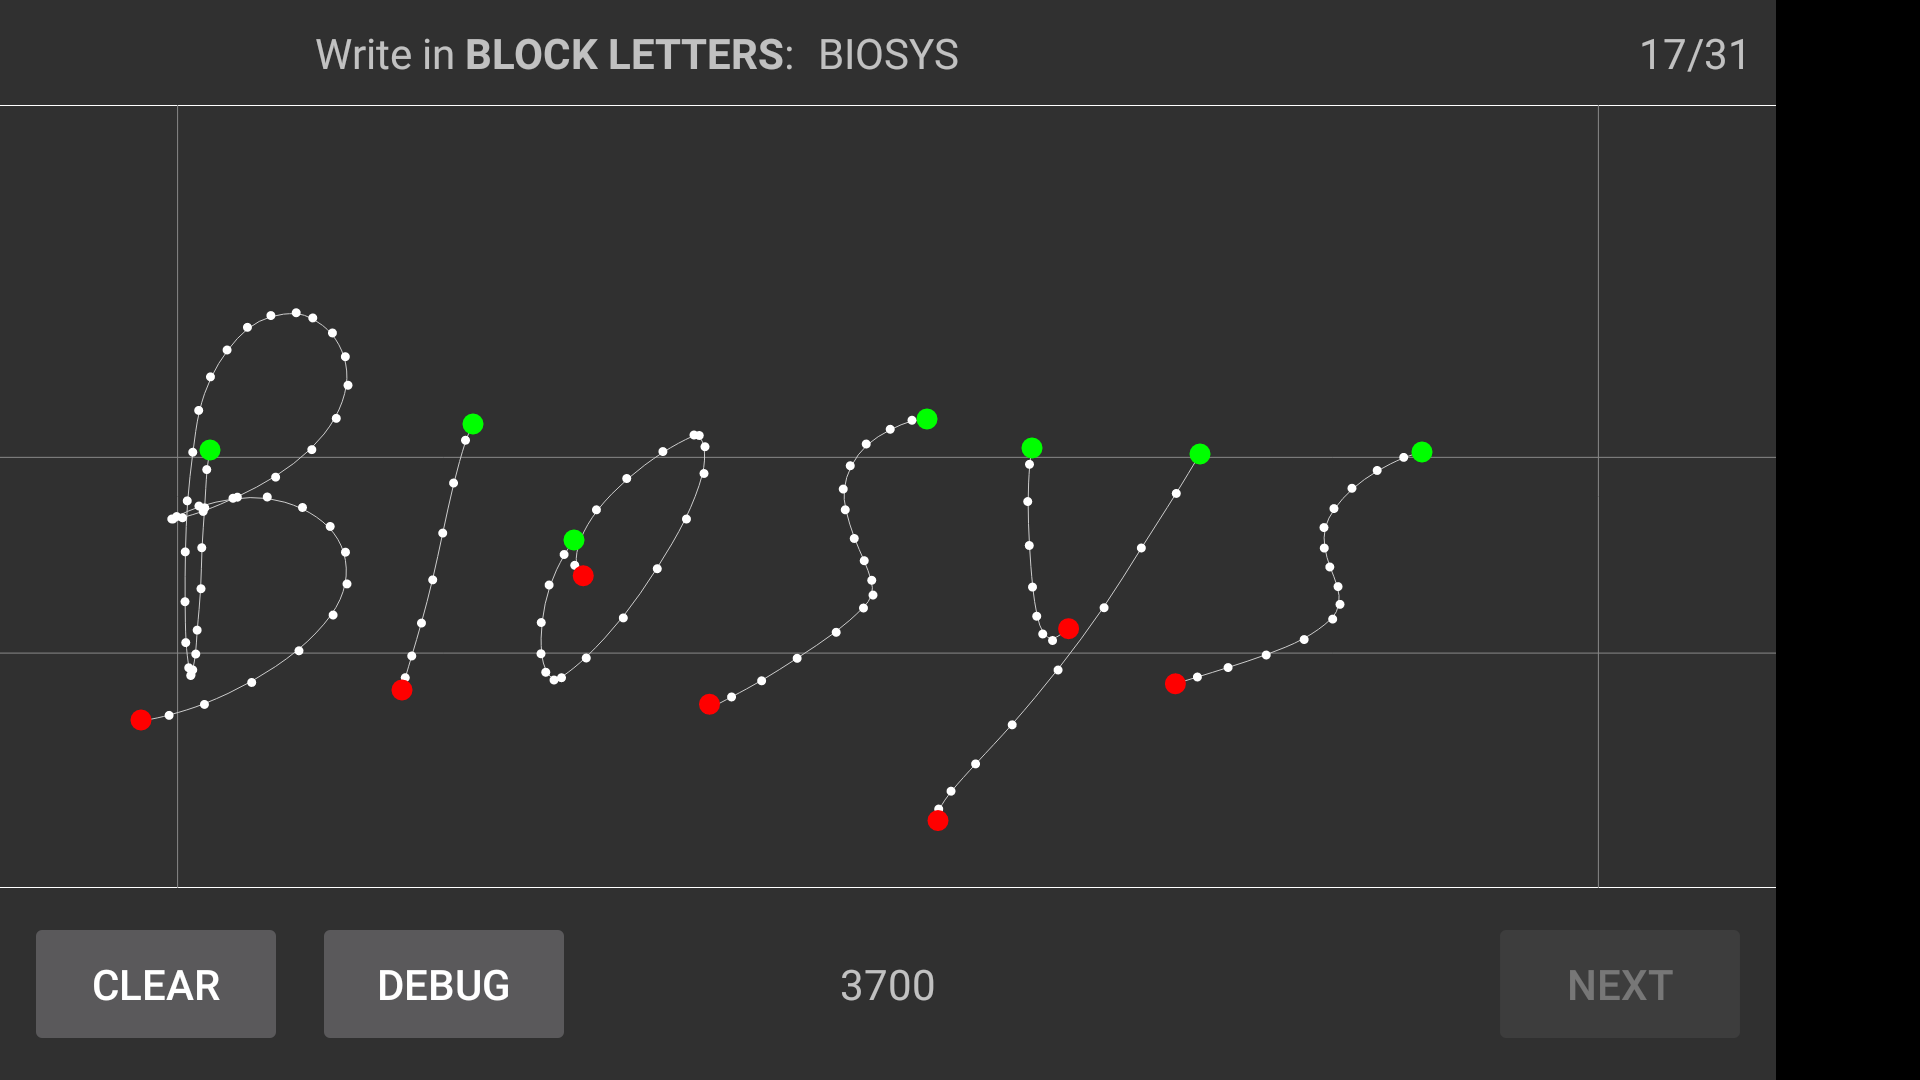 Write in BLOCK LETTERS: BIOSYS 17/31
BIOSYS
CLEAR DEBUG 3700 NEXT